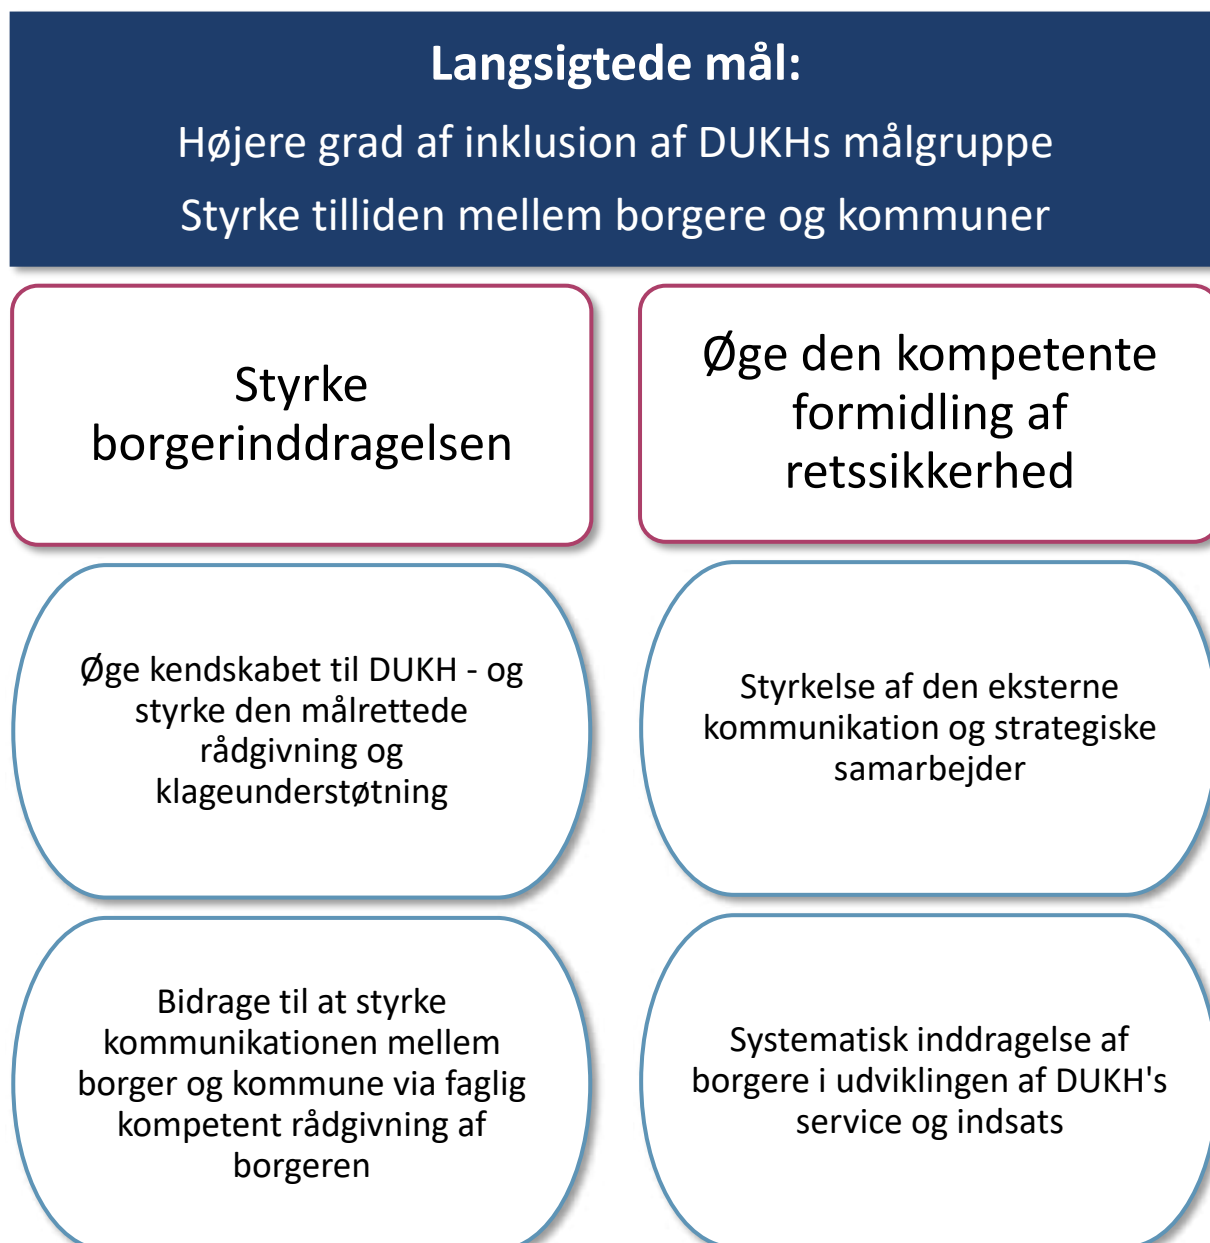 Langsigtede mål:
Højere grad af inklusion af DUKHs målgruppe
Styrke tilliden mellem borgere og kommuner
Styrke
borgerinddragelsen
Øge den kompetente
formidling af
retssikkerhed
Øge kendskabet til DUKH - og
styrke den målrettede
rådgivning og
klageunderstøtning
Styrkelse af den eksterne
kommunikation og strategiske
samarbejder
Bidrage til at styrke
kommunikationen mellem
borger og kommune via faglig
kompetent rådgivning af
borgeren
Systematisk inddragelse af
borgere i udviklingen af DUKH's
service og indsats